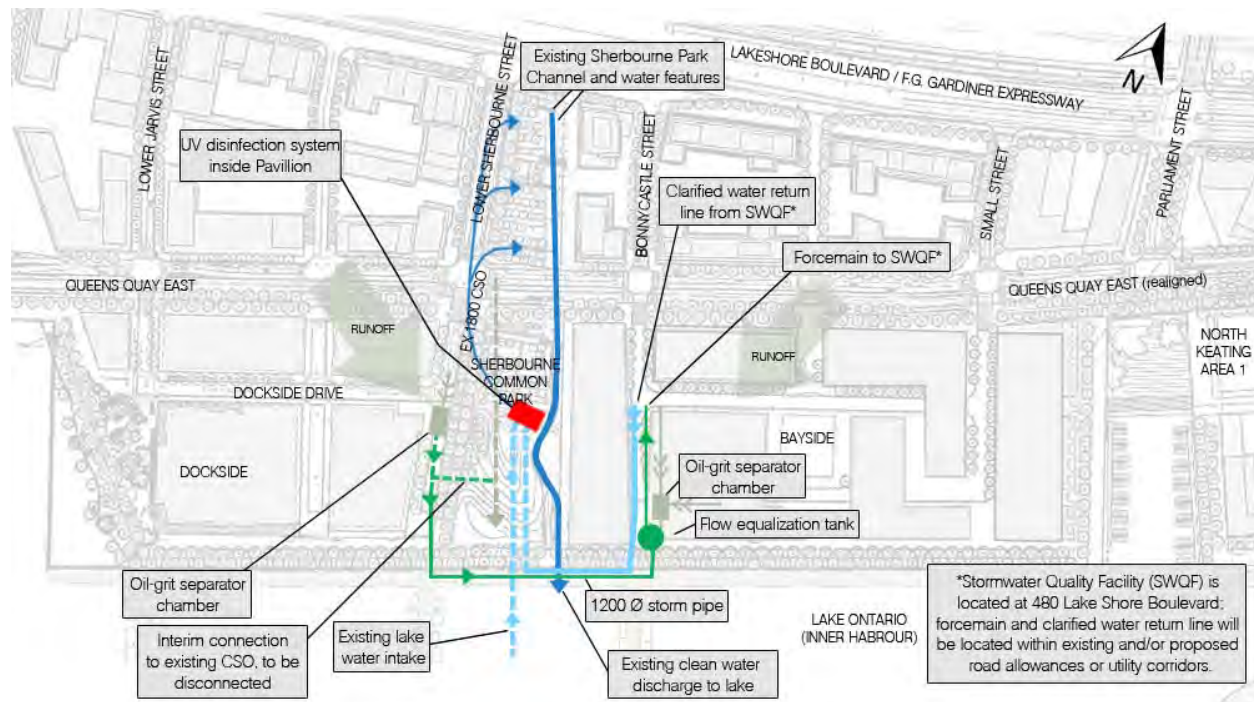 Existing Sherbourne Park
Channel and water features
LAKESHORE BOULEVARD / F.G. GARDINER EXPRESSWAY
N
LOWER JARVIS STREET
LOWER SHERBOURNE STREET
UV disinfection system
inside Pavillion
BONNYCASTLE STREET
Clarified water return
line from SWQF*
SMALL STREET
PARLIAMENT STREET
Forcemain to SWQF*
QUEENS QUAY EAST
QUEENS QUAY EAST (realigned)
EX 1800 CSO
RUNOFF
RUNOFF
NORTH
KEATING
AREA 1
SHERBOURNE
COMMON
PARK
DOCKSIDE DRIVE
DOCKSIDE
BAYSIDE
Oil-grit separator
chamber
Flow equalization tank
Oil-grit separator
chamber
1200 Ø storm pipe
LAKE ONTARIO
(INNER HABROUR)
Interim connection
to existing CSO, to be
disconnected
Existing lake
water intake
Existing clean water
discharge to lake
*Stormwater Quality Facility (SWQF) is
located at 480 Lake Shore Boulevard;
forcemain and clarified water return line will
be located within existing and/or proposed
road allowances or utility corridors.